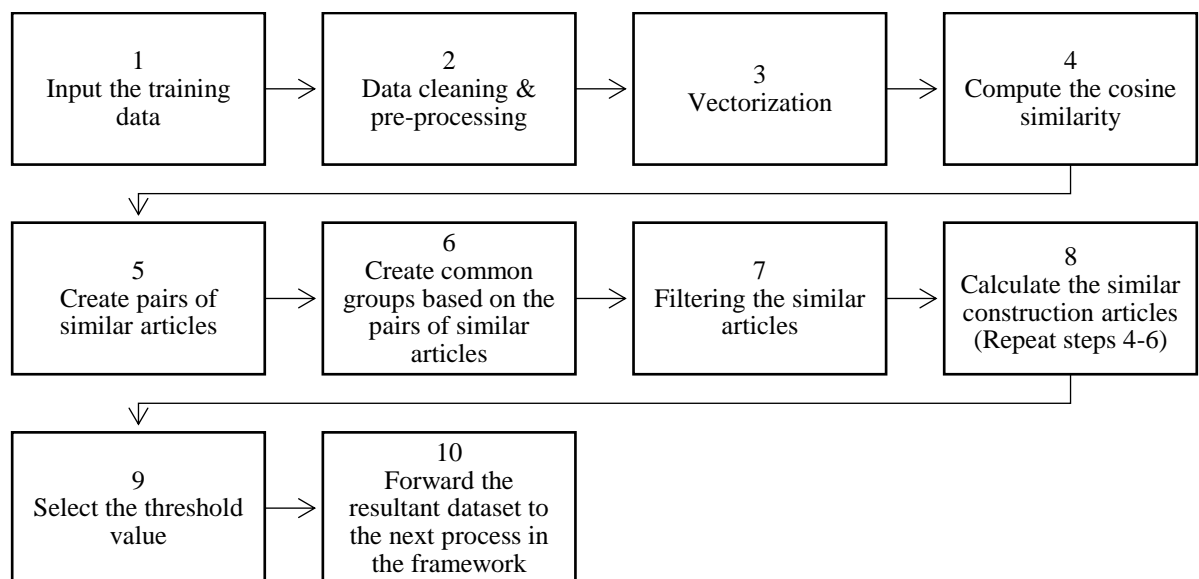 1
Input the training
data
2
Data cleaning &
pre-processing
3
Vectorization
4
Compute the cosine
similarity
5
Create pairs of
similar articles
6
Create common
groups based on the
pairs of similar
articles
7
Filtering the similar
articles
8
Calculate the similar
construction articles
(Repeat steps 4-6)
9
Select the threshold
value
10
Forward the
resultant dataset to
the next process in
the framework